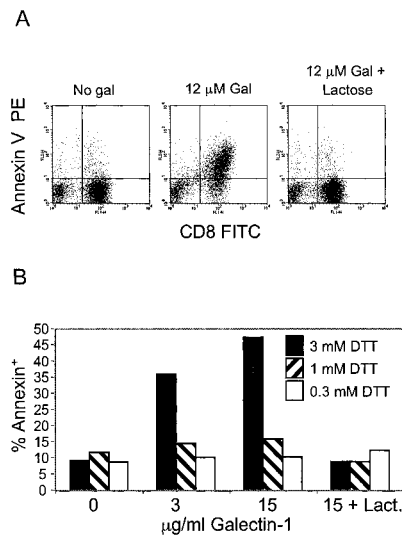 A
No gal
12 μM Gal
12 μM Gal +
Lactose
Annexin V PE
CD8 FITC
B
% Annexin⁺
50
45
40
35
30
25
20
15
10
5
0
3 mM DTT
1 mM DTT
0.3 mM DTT
0 3 15 15 + Lact.
μg/ml Galectin-1